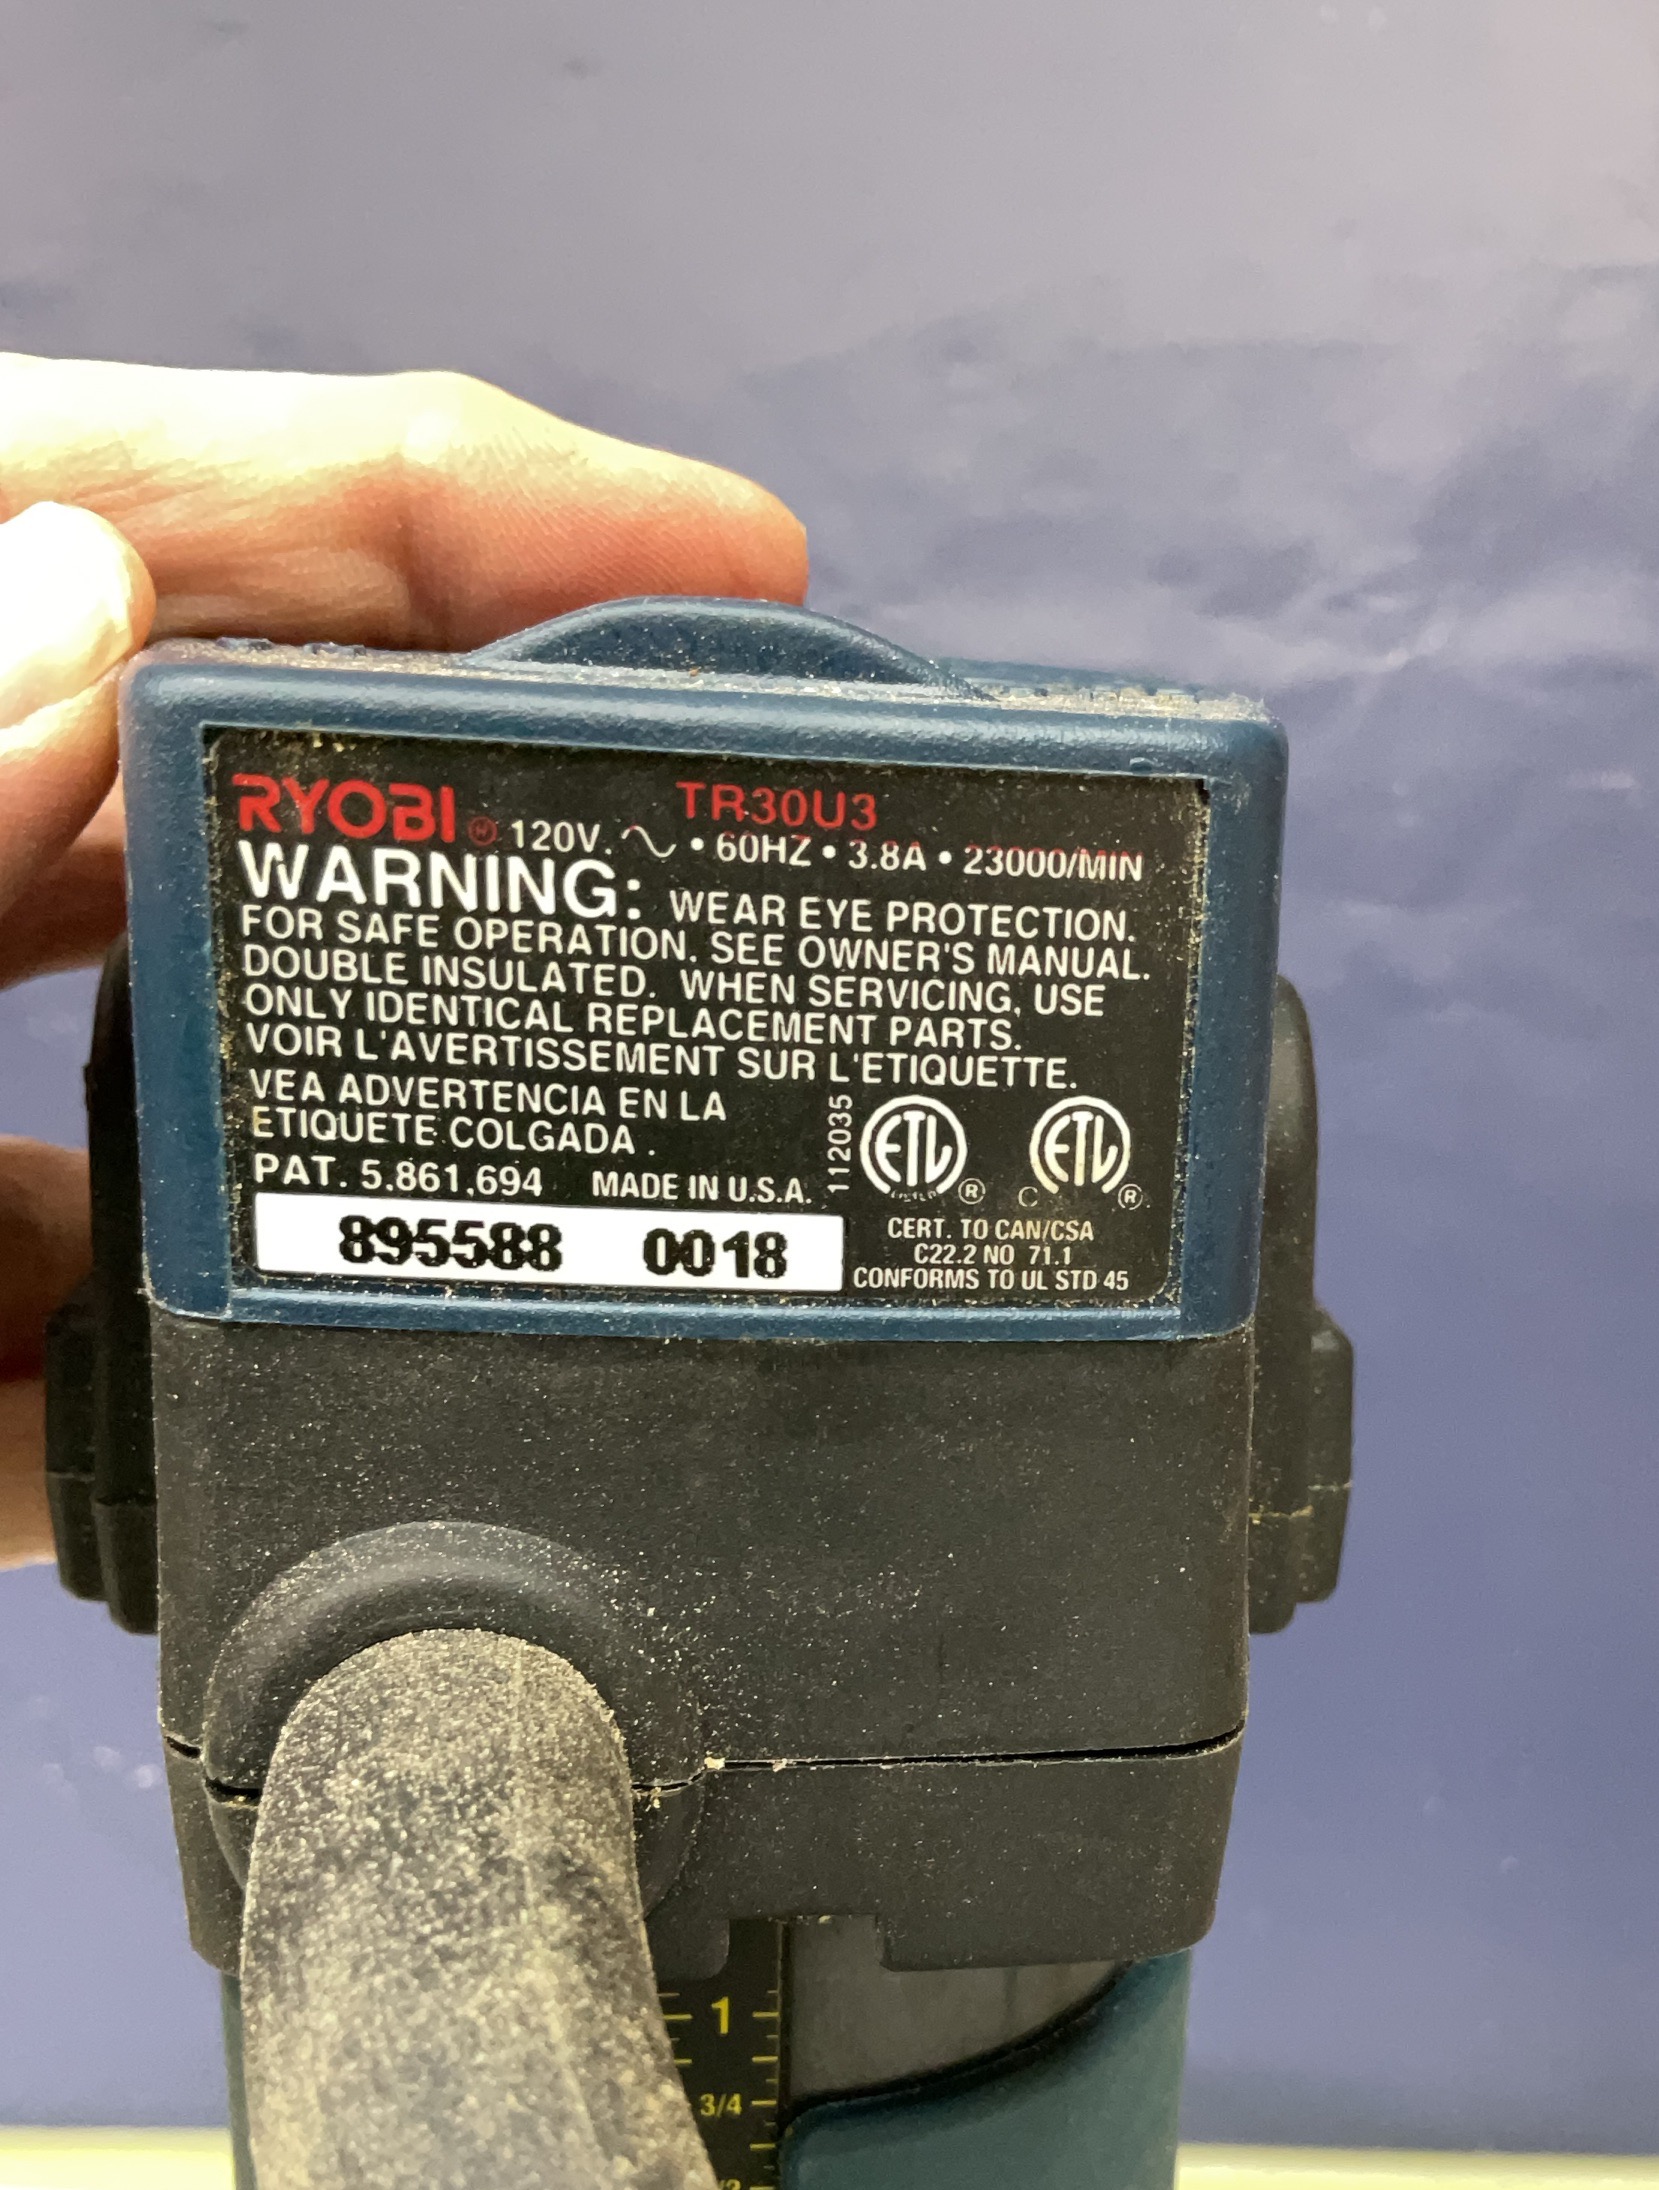 RYOBI® TR30U3
120V. ∿ • 60HZ • 3.8A • 23000/MIN
WARNING: WEAR EYE PROTECTION.
FOR SAFE OPERATION. SEE OWNER'S MANUAL.
DOUBLE INSULATED. WHEN SERVICING, USE
ONLY IDENTICAL REPLACEMENT PARTS.
VOIR L'AVERTISSEMENT SUR L'ETIQUETTE.
VEA ADVERTENCIA EN LA
ETIQUETE COLGADA.
PAT. 5,861,694 MADE IN U.S.A.
112035
ETL ®
C ETL ®
895588 0018
CERT. TO CAN/CSA
C22.2 NO 71.1
CONFORMS TO UL STD 45
1
3/4